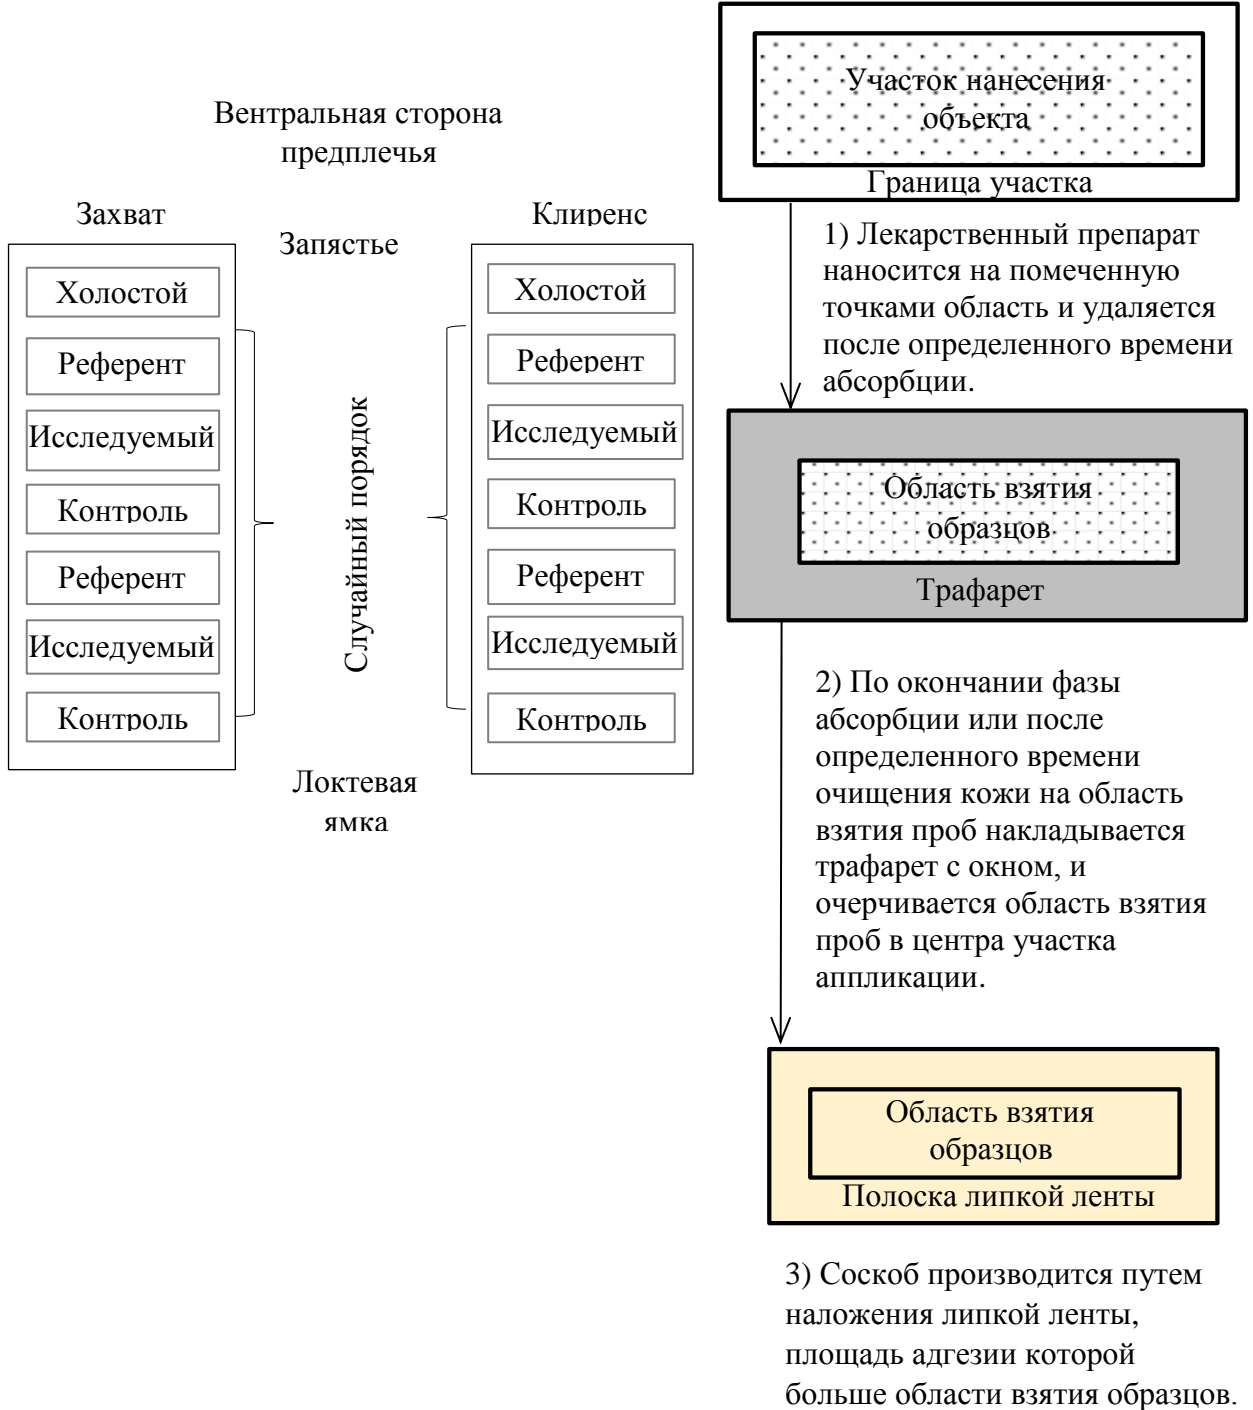 Вентральная сторона
предплечья
Захват
Клиренс
Запястье
Холостой
Референт
Исследуемый
Контроль
Референт
Исследуемый
Контроль
Случайный порядок
Холостой
Референт
Исследуемый
Контроль
Референт
Исследуемый
Контроль
Локтевая
ямка
Участок нанесения
объекта
Граница участка
1) Лекарственный препарат
наносится на помеченную
точками область и удаляется
после определенного времени
абсорбции.
Область взятия
образцов
Трафарет
2) По окончании фазы
абсорбции или после
определенного времени
очищения кожи на область
взятия проб накладывается
трафарет с окном, и
очерчивается область взятия
проб в центра участка
аппликации.
Область взятия
образцов
Полоска липкой ленты
3) Соскоб производится путем
наложения липкой ленты,
площадь адгезии которой
больше области взятия образцов.